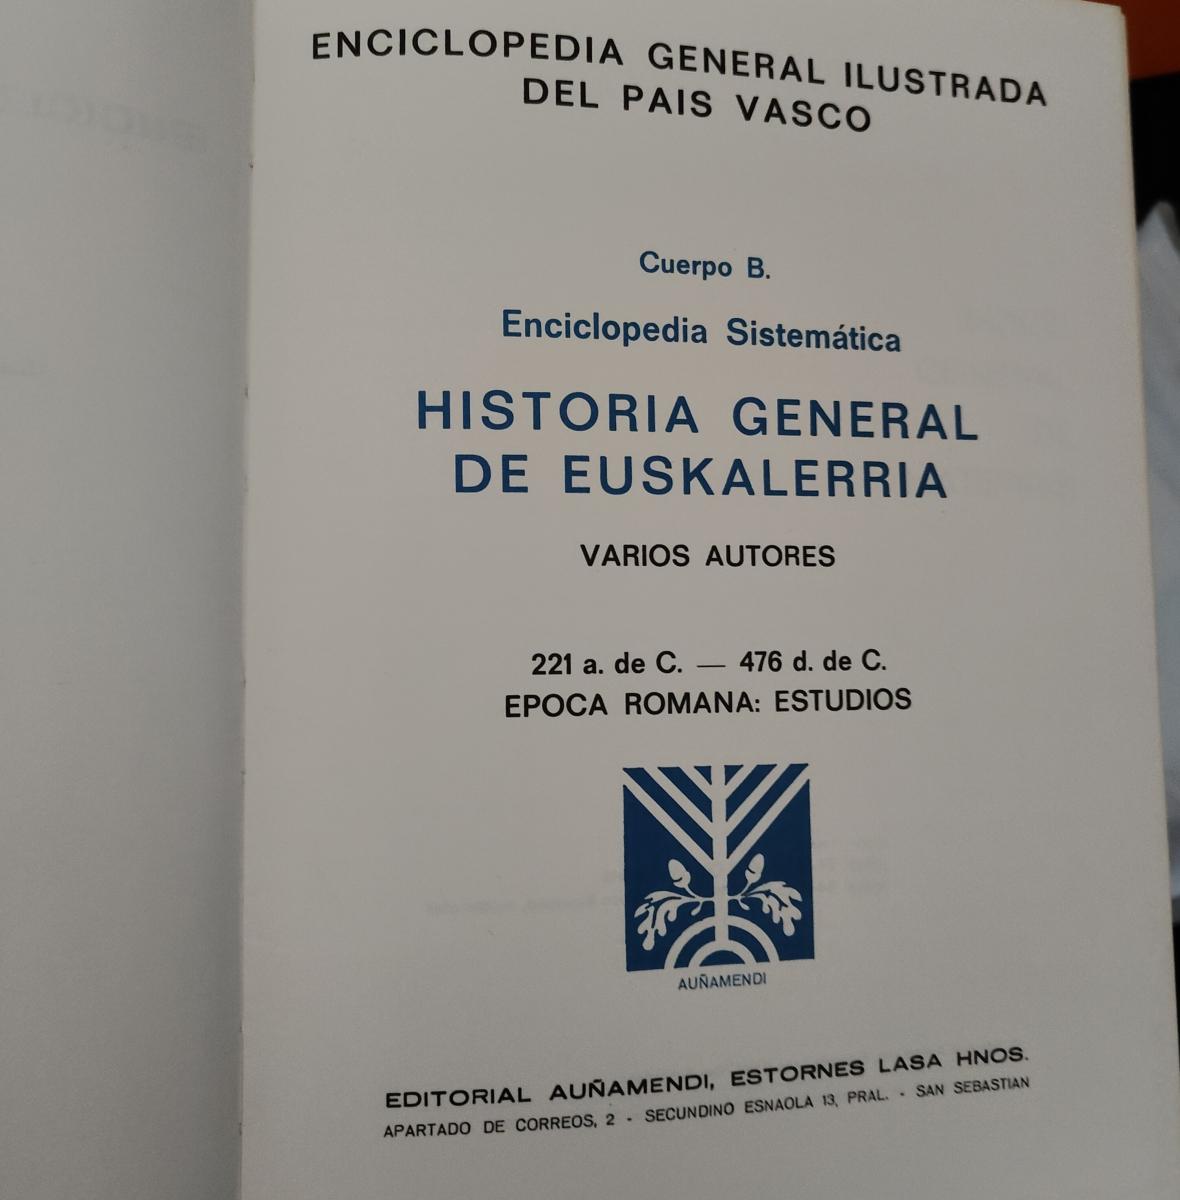 ENCICLOPEDIA GENERAL ILUSTRADA
DEL PAIS VASCO
Cuerpo B.
Enciclopedia Sistemática
HISTORIA GENERAL
DE EUSKALERRIA
VARIOS AUTORES
221 a. de C. — 476 d. de C.
EPOCA ROMANA: ESTUDIOS
AUÑAMENDI
EDITORIAL AUÑAMENDI, ESTORNES LASA HNOS.
APARTADO DE CORREOS, 2 - SECUNDINO ESNAOLA 13, PRAL. - SAN SEBASTIAN